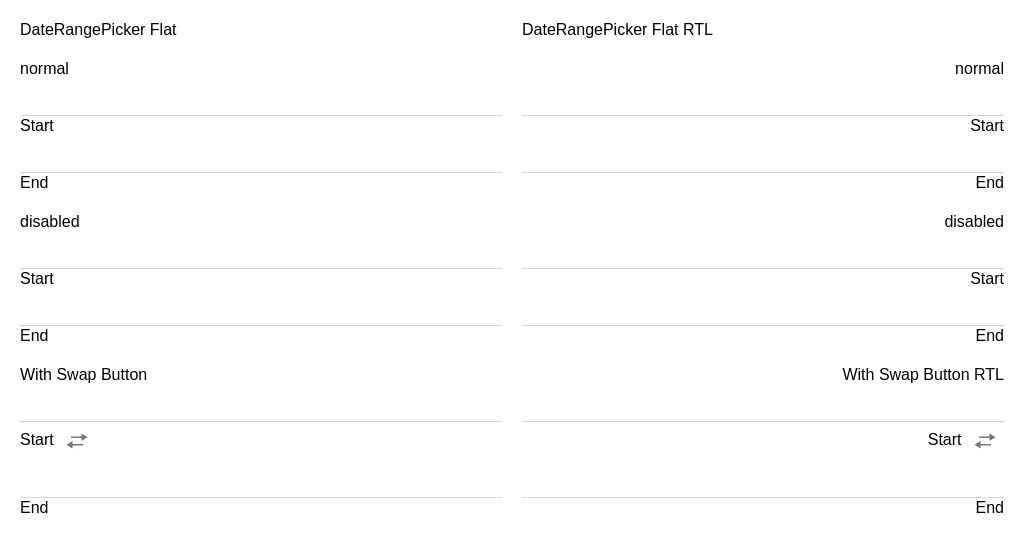 DateRangePicker Flat
normal
Start
End
disabled
Start
End
With Swap Button
Start
End
DateRangePicker Flat RTL
normal
Start
End
disabled
Start
End
With Swap Button RTL
Start
End